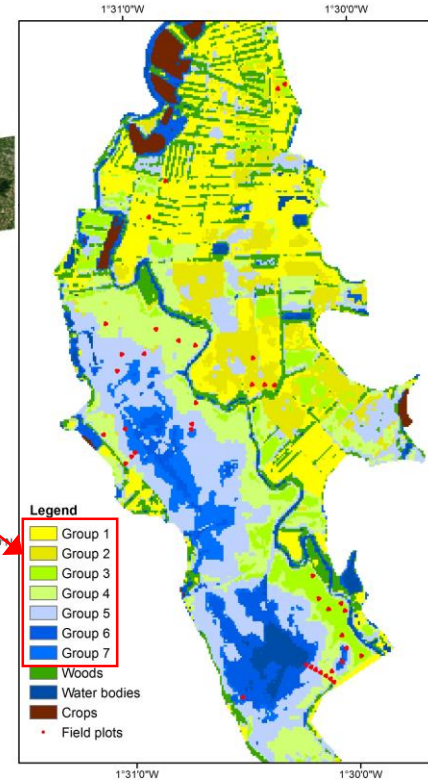 1°31'0"W 1°30'0"W
Legend
Group 1
Group 2
Group 3
Group 4
Group 5
Group 6
Group 7
Woods
Water bodies
Crops
Field plots
1°31'0"W 1°30'0"W